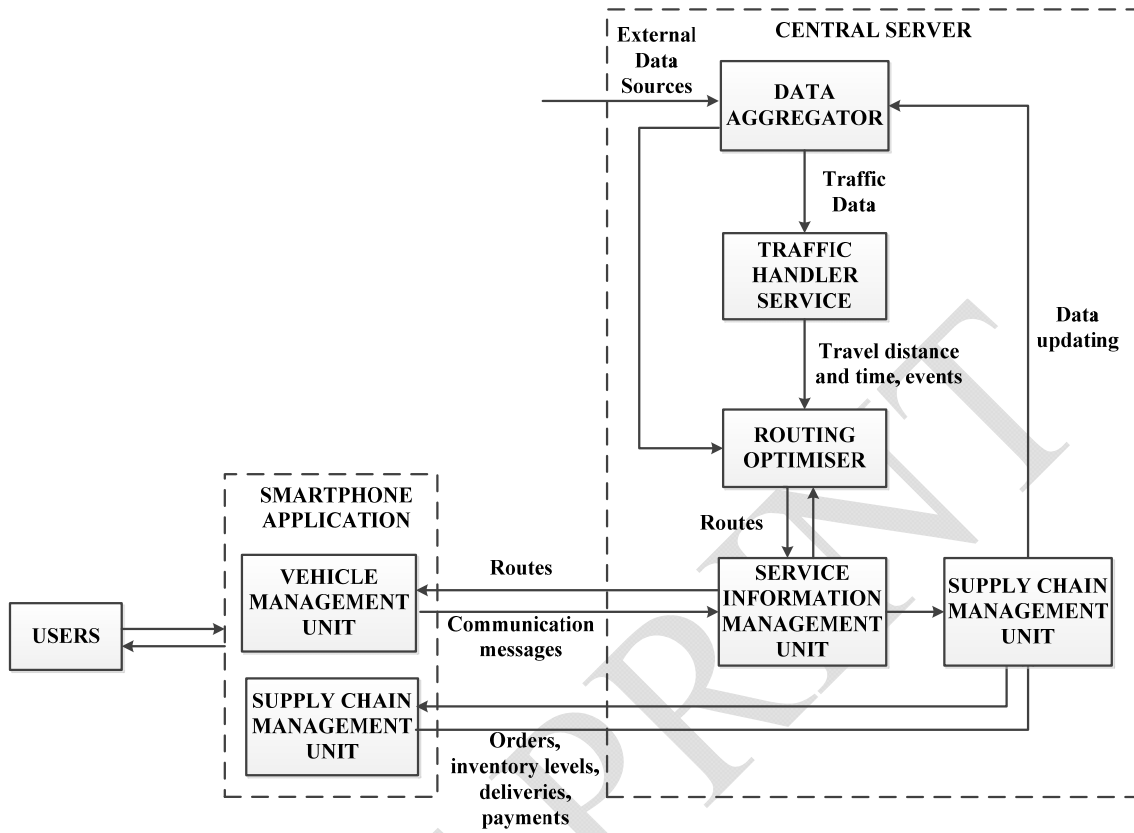 CENTRAL SERVER
External
Data
Sources
DATA
AGGREGATOR
Traffic
Data
TRAFFIC
HANDLER
SERVICE
Data
updating
Travel distance
and time, events
ROUTING
OPTIMISER
Routes
SMARTPHONE
APPLICATION
VEHICLE
MANAGEMENT
UNIT
Routes
Communication
messages
SERVICE
INFORMATION
MANAGEMENT
UNIT
SUPPLY CHAIN
MANAGEMENT
UNIT
USERS
SUPPLY CHAIN
MANAGEMENT
UNIT
Orders,
inventory levels,
deliveries,
payments
PRINT